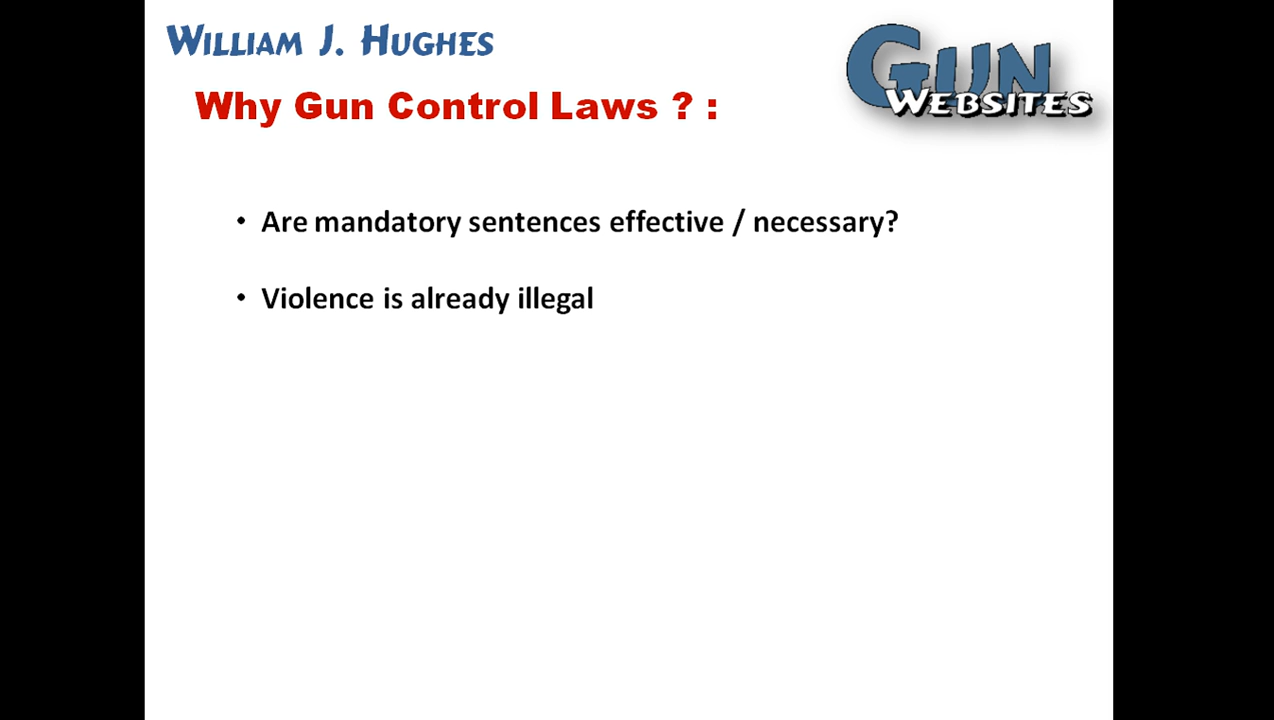 William J. Hughes
Gun
Websites
Why Gun Control Laws ? :
• Are mandatory sentences effective / necessary?
• Violence is already illegal